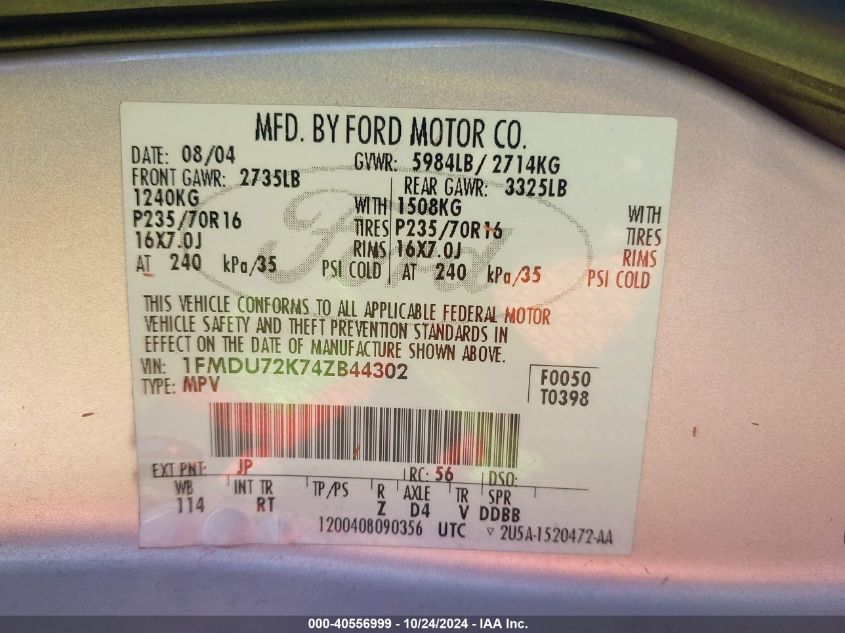 MFD. BY FORD MOTOR CO.
DATE: 08/04 GVWR: 5984LB/ 2714KG
FRONT GAWR: 2735LB REAR GAWR: 3325LB
1240KG WITH 1508KG WITH
P235/70R16 TIRES P235/70R16 TIRES
16X7.0J RIMS 16X7.0J RIMS
AT 240 kPa/35 PSI COLD AT 240 kPa/35 PSI COLD
Ford
THIS VEHICLE CONFORMS TO ALL APPLICABLE FEDERAL MOTOR
VEHICLE SAFETY AND THEFT PREVENTION STANDARDS IN
EFFECT ON THE DATE OF MANUFACTURE SHOWN ABOVE.
VIN: 1FMDU72K74ZB44302 F0050
TYPE: MPV T0398
EXT PNT: JP RC: 56 DSO:
WB INT TR TP/PS R AXLE TR SPR
114 RT Z D4 V DDBB
1200408090356 UTC ▽ 2U5A-1520472-AA
000-40556999 - 10/24/2024 - IAA Inc.